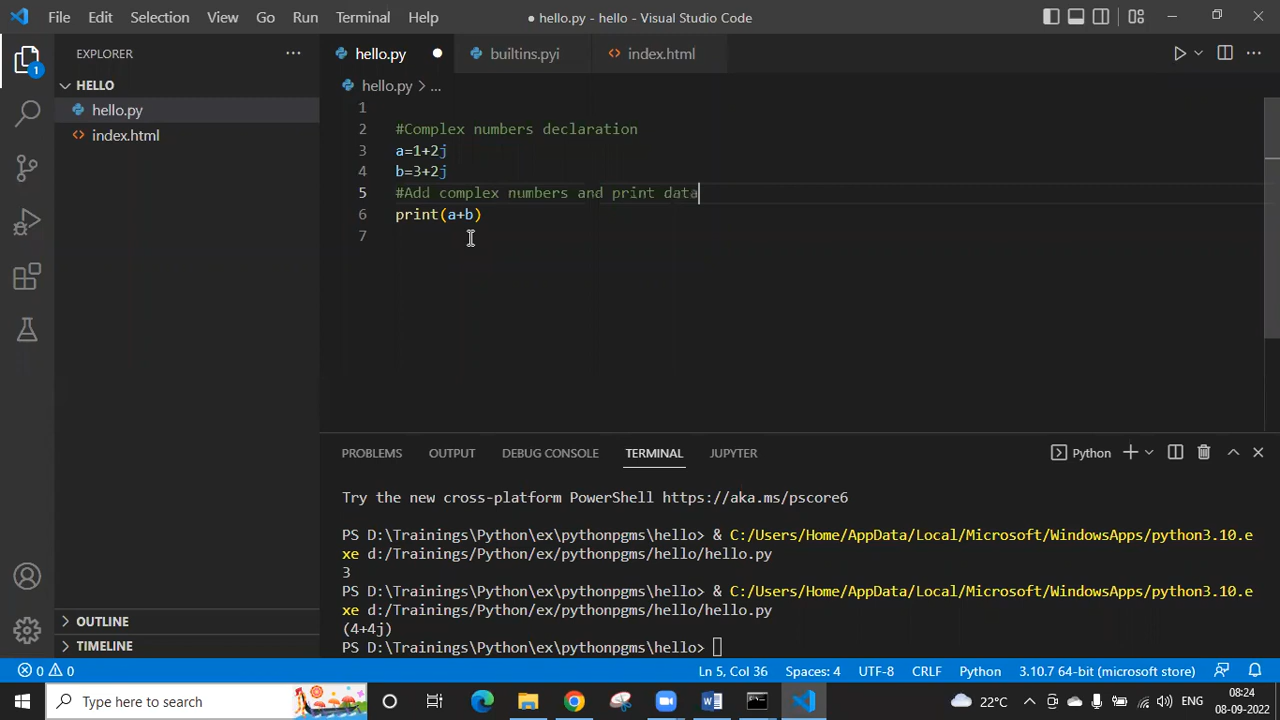 File Edit Selection View Go Run Terminal Help
● hello.py - hello - Visual Studio Code
EXPLORER
hello.py
builtins.pyi
index.html
HELLO
hello.py
index.html
hello.py > ...
1
2 #Complex numbers declaration
3 a=1+2j
4 b=3+2j
5 #Add complex numbers and print data
6 print(a+b)
7
PROBLEMS OUTPUT DEBUG CONSOLE TERMINAL JUPYTER
Python
Try the new cross-platform PowerShell https://aka.ms/pscore6
PS D:\Trainings\Python\ex\pythonpgms\hello> & C:/Users/Home/AppData/Local/Microsoft/WindowsApps/python3.10.e
xe d:/Trainings/Python/ex/pythonpgms/hello/hello.py
3
PS D:\Trainings\Python\ex\pythonpgms\hello> & C:/Users/Home/AppData/Local/Microsoft/WindowsApps/python3.10.e
xe d:/Trainings/Python/ex/pythonpgms/hello/hello.py
(4+4j)
PS D:\Trainings\Python\ex\pythonpgms\hello>
1
OUTLINE
TIMELINE
0 0
Ln 5, Col 36 Spaces: 4 UTF-8 CRLF Python 3.10.7 64-bit (microsoft store)
Type here to search
22°C
ENG
08:24
08-09-2022